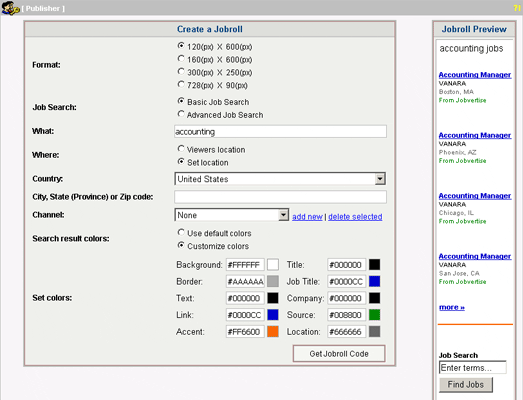 [ Publisher ]
?!
Create a Jobroll
Format:
120(px) X 600(px)
160(px) X 600(px)
300(px) X 250(px)
728(px) X 90(px)
Job Search:
Basic Job Search
Advanced Job Search
What:
accounting
Where:
Viewers location
Set location
Country:
United States
City, State (Province) or Zip code:
Channel:
None
add new | delete selected
Search result colors:
Use default colors
Customize colors
Set colors:
Background: #FFFFFF Title: #000000
Border: #AAAAAA Job Title: #0000CC
Text: #000000 Company: #000000
Link: #0000CC Source: #008800
Accent: #FF6600 Location: #666666
Get Jobroll Code
Jobroll Preview
accounting jobs
Accounting Manager
VANARA
Boston, MA
From Jobvertise
Accounting Manager
VANARA
Phoenix, AZ
From Jobvertise
Accounting Manager
VANARA
Chicago, IL
From Jobvertise
Accounting Manager
VANARA
San Jose, CA
From Jobvertise
more »
Job Search
Enter terms...
Find Jobs